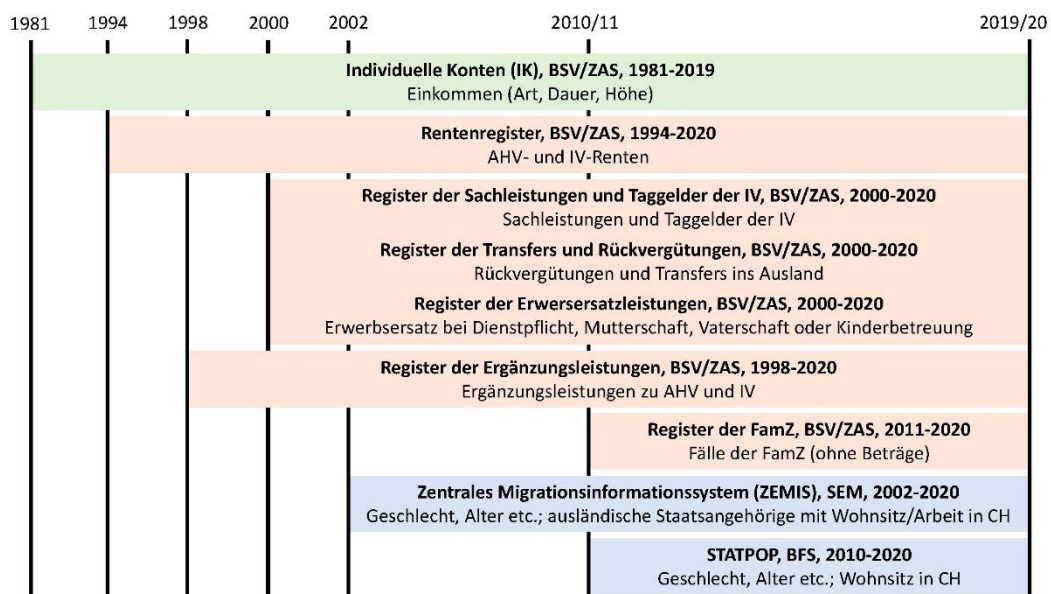 1981 1994 1998 2000 2002 2010/11 2019/20
Individuelle Konten (IK), BSV/ZAS, 1981-2019
Einkommen (Art, Dauer, Höhe)
Rentenregister, BSV/ZAS, 1994-2020
AHV- und IV-Renten
Register der Sachleistungen und Taggelder der IV, BSV/ZAS, 2000-2020
Sachleistungen und Taggelder der IV
Register der Transfers und Rückvergütungen, BSV/ZAS, 2000-2020
Rückvergütungen und Transfers ins Ausland
Register der Erwersersatzleistungen, BSV/ZAS, 2000-2020
Erwerbsersatz bei Dienstpflicht, Mutterschaft, Vaterschaft oder Kinderbetreuung
Register der Ergänzungsleistungen, BSV/ZAS, 1998-2020
Ergänzungsleistungen zu AHV und IV
Register der FamZ, BSV/ZAS, 2011-2020
Fälle der FamZ (ohne Beträge)
Zentrales Migrationsinformationssystem (ZEMIS), SEM, 2002-2020
Geschlecht, Alter etc.; ausländische Staatsangehörige mit Wohnsitz/Arbeit in CH
STATPOP, BFS, 2010-2020
Geschlecht, Alter etc.; Wohnsitz in CH